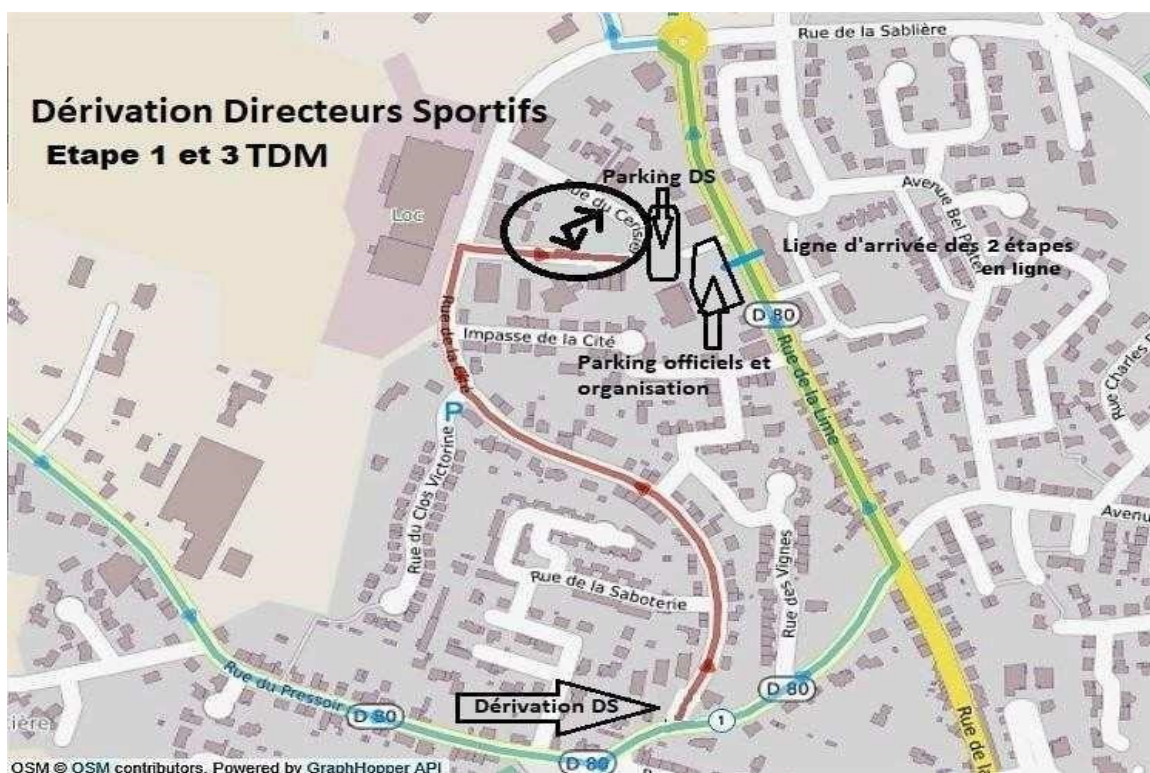 Rue de la Sablière
Dérivation Directeurs Sportifs
Etape 1 et 3 TDM
Parking DS
Rue du Cerisier
Avenue Bel
Loc
Ligne d'arrivée des 2 étapes
en ligne
D 80
Rue de la Cité
Impasse de la Cité
Parking officiels et
organisation
Rue de la Lime
Rue Charles
P
Rue du Clos Victorine
Avenu
Rue de la Saboterie
Rue des Vignes
Rue du Pressoir
D 80
Dérivation DS
1
D 80
Rue de la
ière
D 80
OSM © OSM contributors, Powered by GraphHopper API